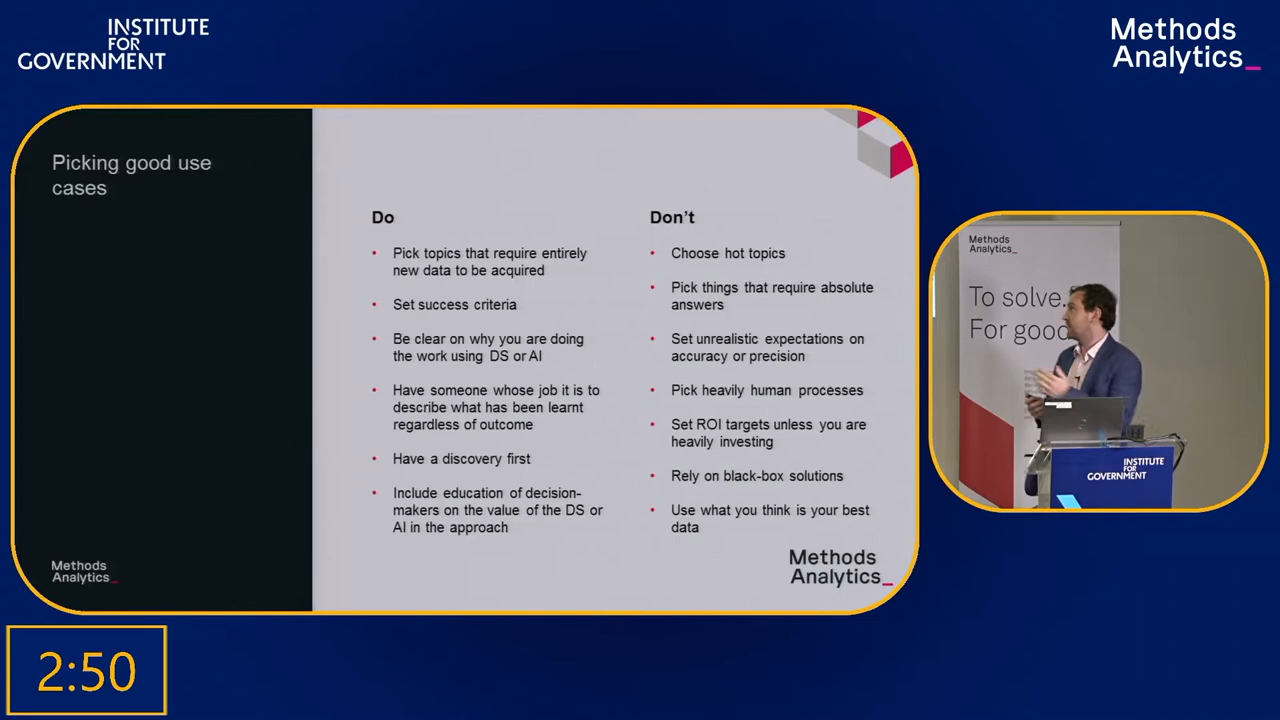 INSTITUTE
FOR
GOVERNMENT
Methods
Analytics_
Picking good use
cases
Do
• Pick topics that require entirely
new data to be acquired
• Set success criteria
• Be clear on why you are doing
the work using DS or AI
• Have someone whose job it is to
describe what has been learnt
regardless of outcome
• Have a discovery first
• Include education of decision-
makers on the value of the DS or
AI in the approach
Don't
• Choose hot topics
• Pick things that require absolute
answers
• Set unrealistic expectations on
accuracy or precision
• Pick heavily human processes
• Set ROI targets unless you are
heavily investing
• Rely on black-box solutions
• Use what you think is your best
data
Methods
Analytics_
Methods
Analytics_
Methods
Analytics_
To solve.
For good
INSTITUTE
FOR
GOVERNMENT
2:50